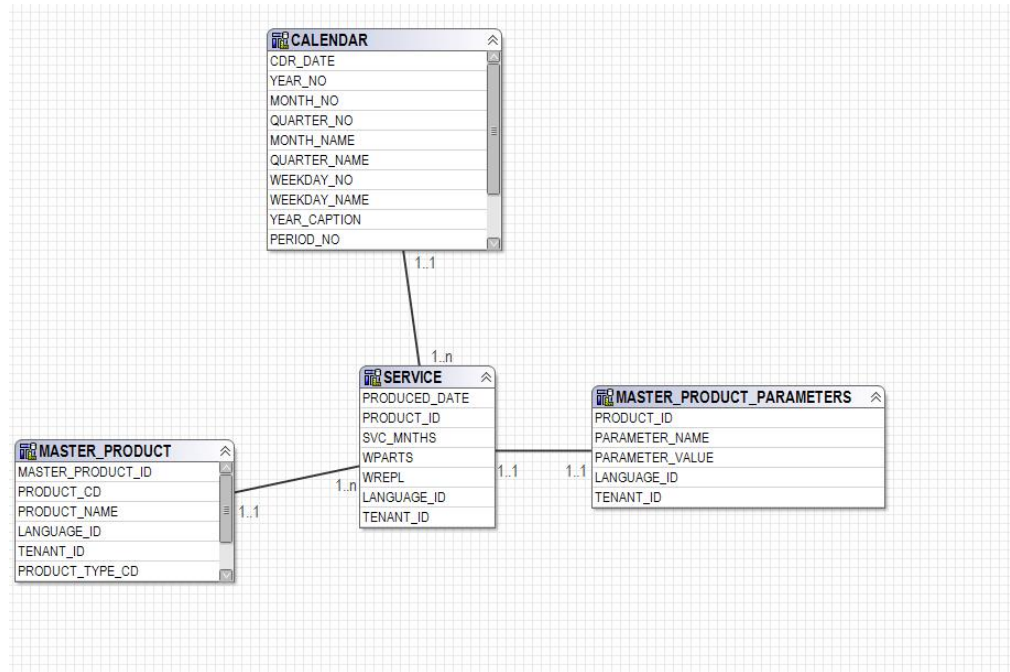 CALENDAR
CDR_DATE
YEAR_NO
MONTH_NO
QUARTER_NO
MONTH_NAME
QUARTER_NAME
WEEKDAY_NO
WEEKDAY_NAME
YEAR_CAPTION
PERIOD_NO
1..1
1..n
SERVICE
PRODUCED_DATE
PRODUCT_ID
SVC_MNTHS
WPARTS
WREPL
LANGUAGE_ID
TENANT_ID
MASTER_PRODUCT_PARAMETERS
PRODUCT_ID
PARAMETER_NAME
PARAMETER_VALUE
LANGUAGE_ID
TENANT_ID
1..1
1..1
MASTER_PRODUCT
MASTER_PRODUCT_ID
PRODUCT_CD
PRODUCT_NAME
LANGUAGE_ID
TENANT_ID
PRODUCT_TYPE_CD
1..1
1..n